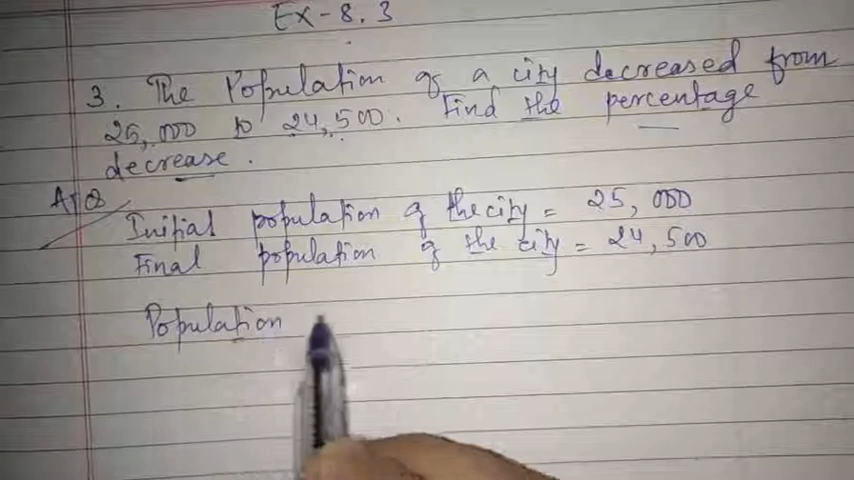 Ex-8.3
3. The Population of a city decreased from
25,000 to 24,500. Find the percentage
decrease.
ATQ
Initial population of the city = 25,000
Final population of the city = 24,500
Population